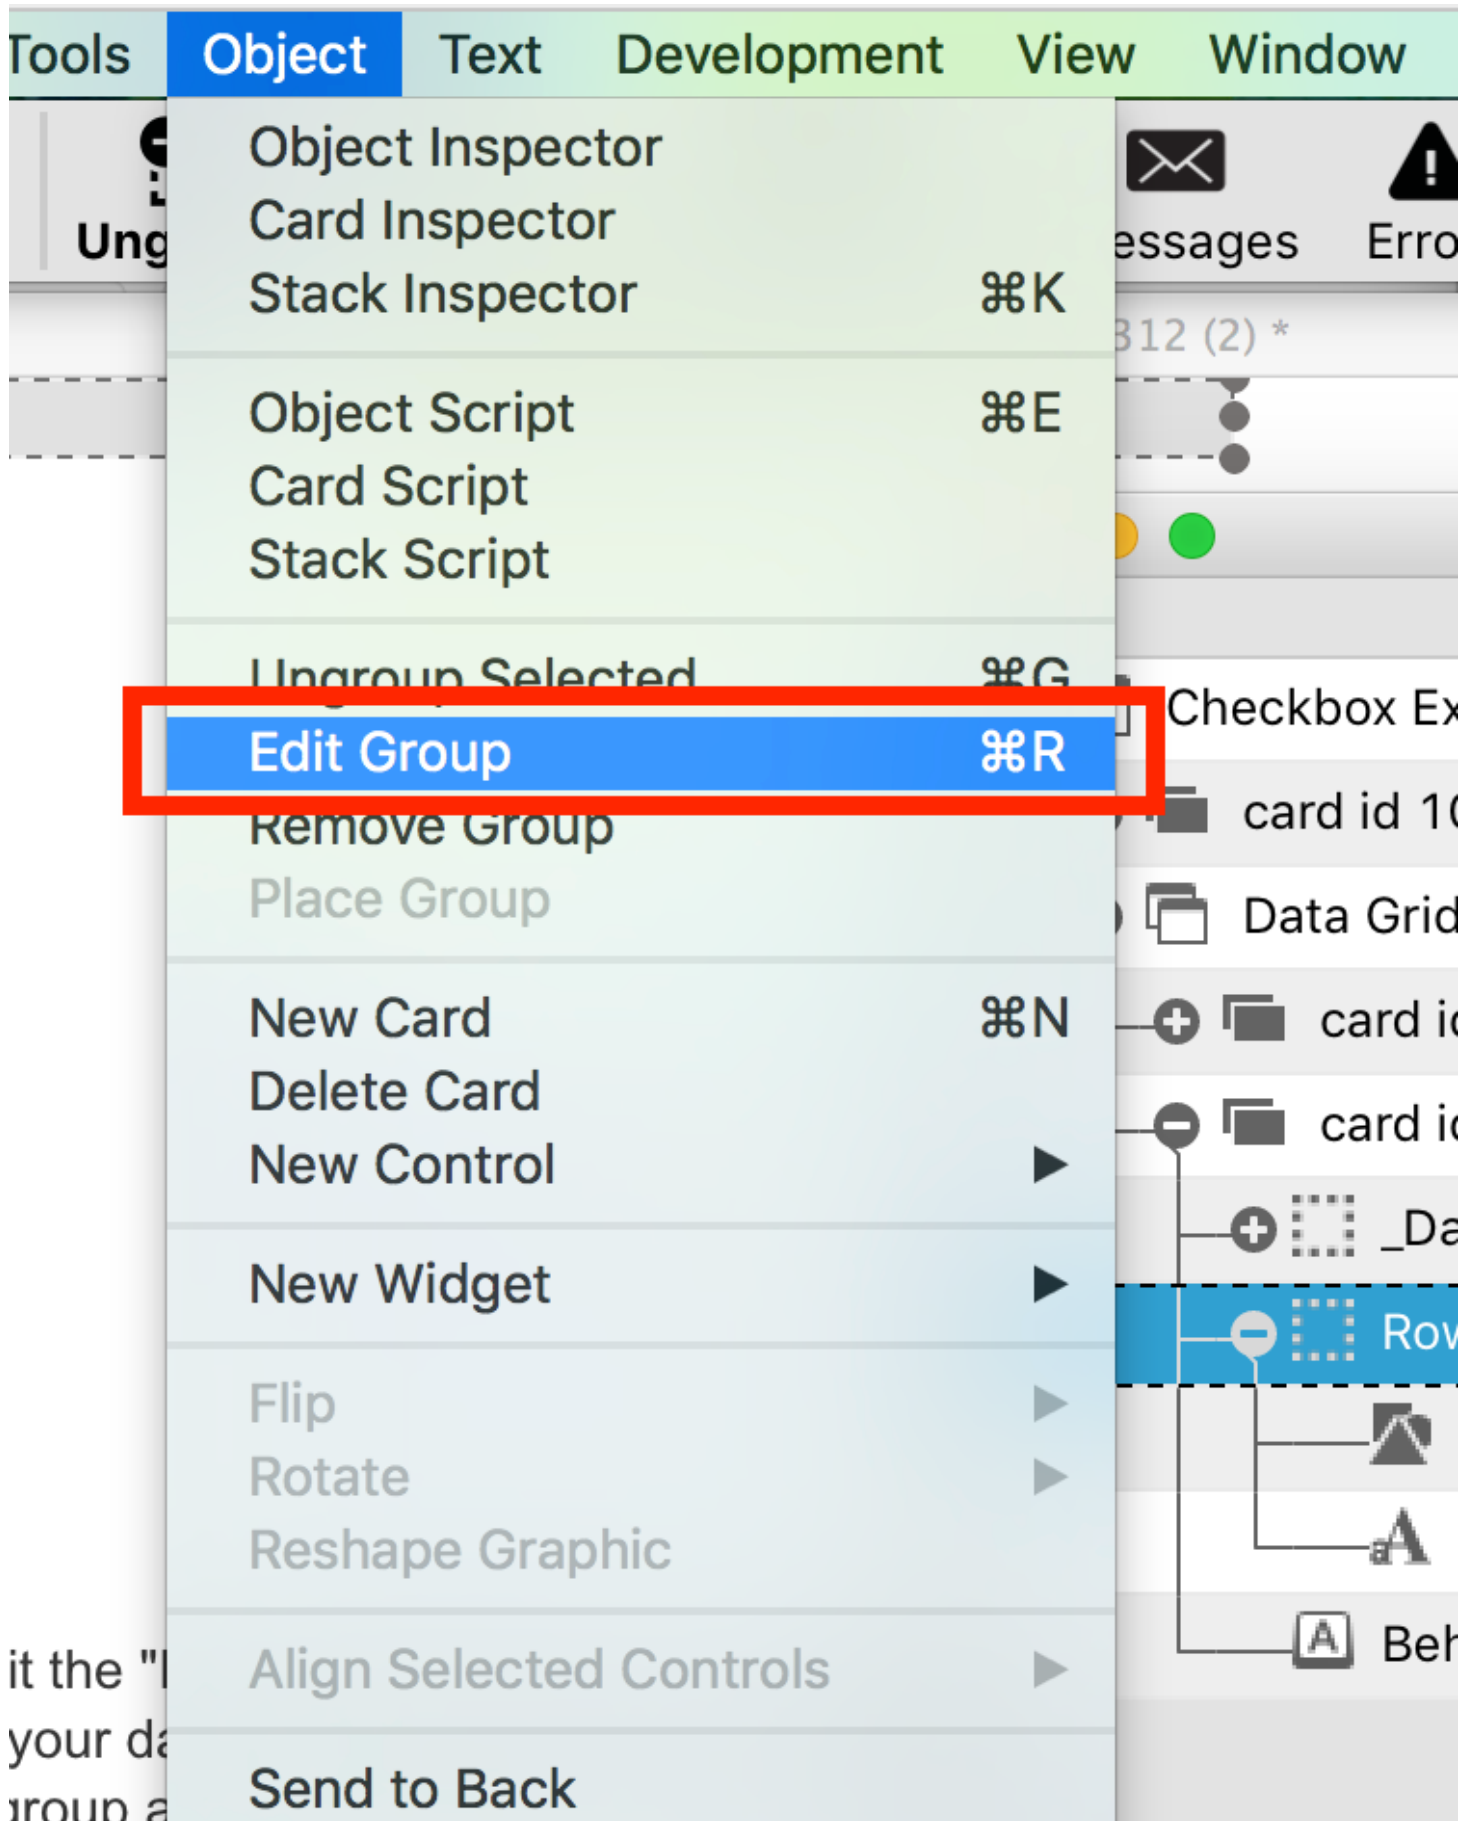 Tools Object Text Development View Window
Object Inspector
Card Inspector
Stack Inspector ⌘K
Object Script ⌘E
Card Script
Stack Script
Ungroup Selected ⌘G
Edit Group ⌘R
Remove Group
Place Group
New Card ⌘N
Delete Card
New Control
New Widget
Flip
Rotate
Reshape Graphic
Align Selected Controls
Send to Back
Ung
essages Erro
312 (2) *
Checkbox Ex
card id 10
Data Grid
card id
card id
_Da
Row
Beh
it the "
your da
group a